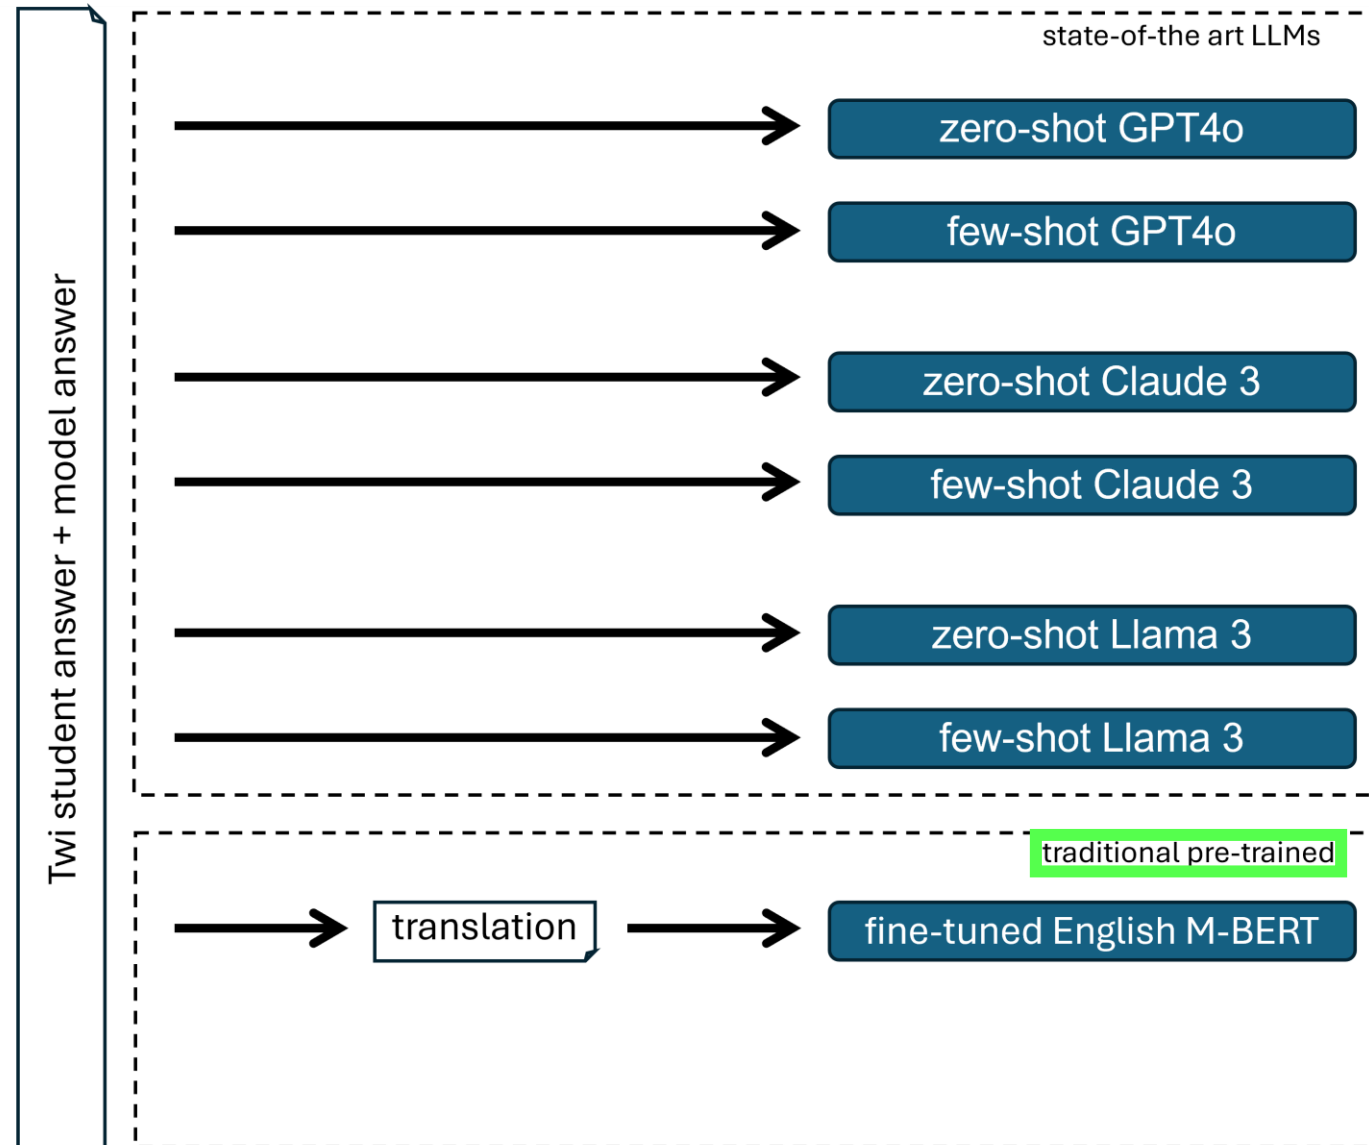 Twi student answer + model answer
state-of-the art LLMs
zero-shot GPT4o
few-shot GPT4o
zero-shot Claude 3
few-shot Claude 3
zero-shot Llama 3
few-shot Llama 3
traditional pre-trained
translation
fine-tuned English M-BERT